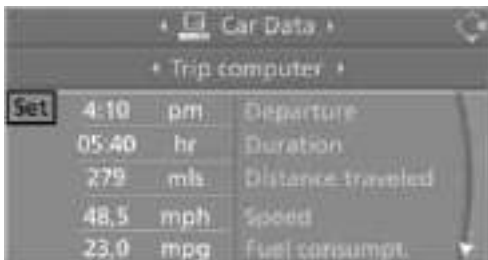 Car Data
Trip computer
Set 4:10 pm Departure
05:40 hr Duration
279 mls Distance traveled
48,5 mph Speed
23,0 mpg Fuel consumpt.